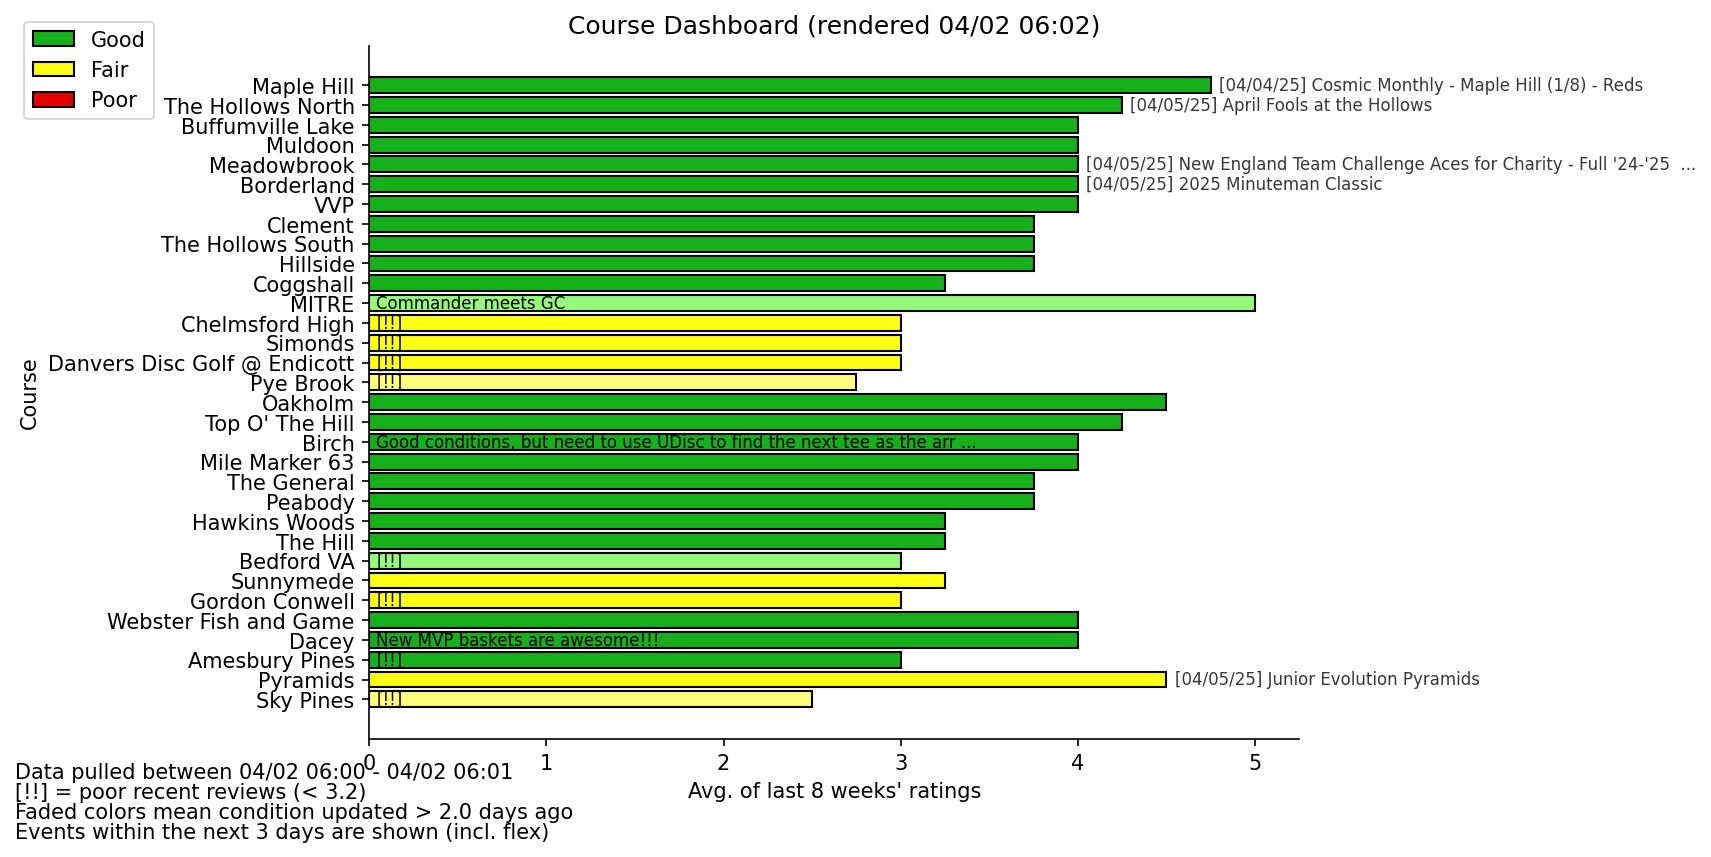 Course Dashboard (rendered 04/02 06:02)
Good
Fair
Poor
Course
Maple Hill [04/04/25] Cosmic Monthly - Maple Hill (1/8) - Reds
The Hollows North [04/05/25] April Fools at the Hollows
Buffumville Lake
Muldoon
Meadowbrook [04/05/25] New England Team Challenge Aces for Charity - Full '24-'25 ...
Borderland [04/05/25] 2025 Minuteman Classic
VVP
Clement
The Hollows South
Hillside
Coggshall
MITRE Commander meets GC
Chelmsford High [!!]
Simonds [!!]
Danvers Disc Golf @ Endicott [!!]
Pye Brook [!!]
Oakholm
Top O' The Hill
Birch Good conditions, but need to use UDisc to find the next tee as the arr ...
Mile Marker 63
The General
Peabody
Hawkins Woods
The Hill
Bedford VA [!!]
Sunnymede
Gordon Conwell [!!]
Webster Fish and Game
Dacey New MVP baskets are awesome!!!
Amesbury Pines [!!]
Pyramids [04/05/25] Junior Evolution Pyramids
Sky Pines [!!]
0 1 2 3 4 5
Avg. of last 8 weeks' ratings
Data pulled between 04/02 06:00 - 04/02 06:01
[!!] = poor recent reviews (< 3.2)
Faded colors mean condition updated > 2.0 days ago
Events within the next 3 days are shown (incl. flex)